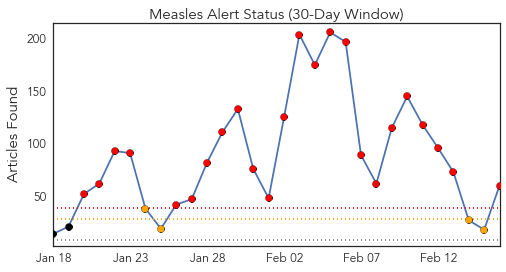 Measles Alert Status (30-Day Window)
Articles Found
200
150
100
50
Jan 18 Jan 23 Jan 28 Feb 02 Feb 07 Feb 12